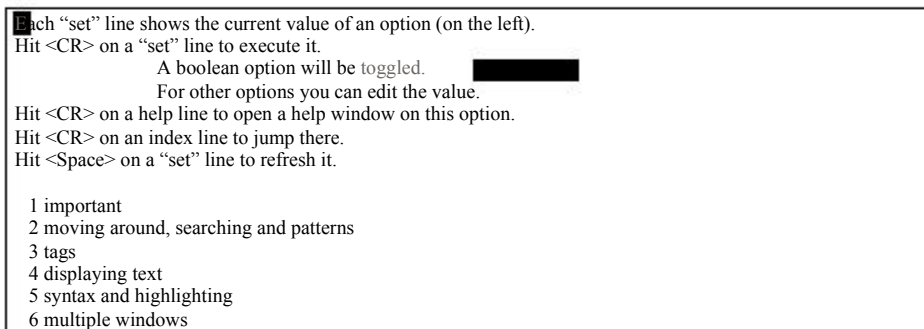 Each “set” line shows the current value of an option (on the left).
Hit <CR> on a “set” line to execute it.
A boolean option will be toggled.
For other options you can edit the value.
Hit <CR> on a help line to open a help window on this option.
Hit <CR> on an index line to jump there.
Hit <Space> on a “set” line to refresh it.
1 important
2 moving around, searching and patterns
3 tags
4 displaying text
5 syntax and highlighting
6 multiple windows